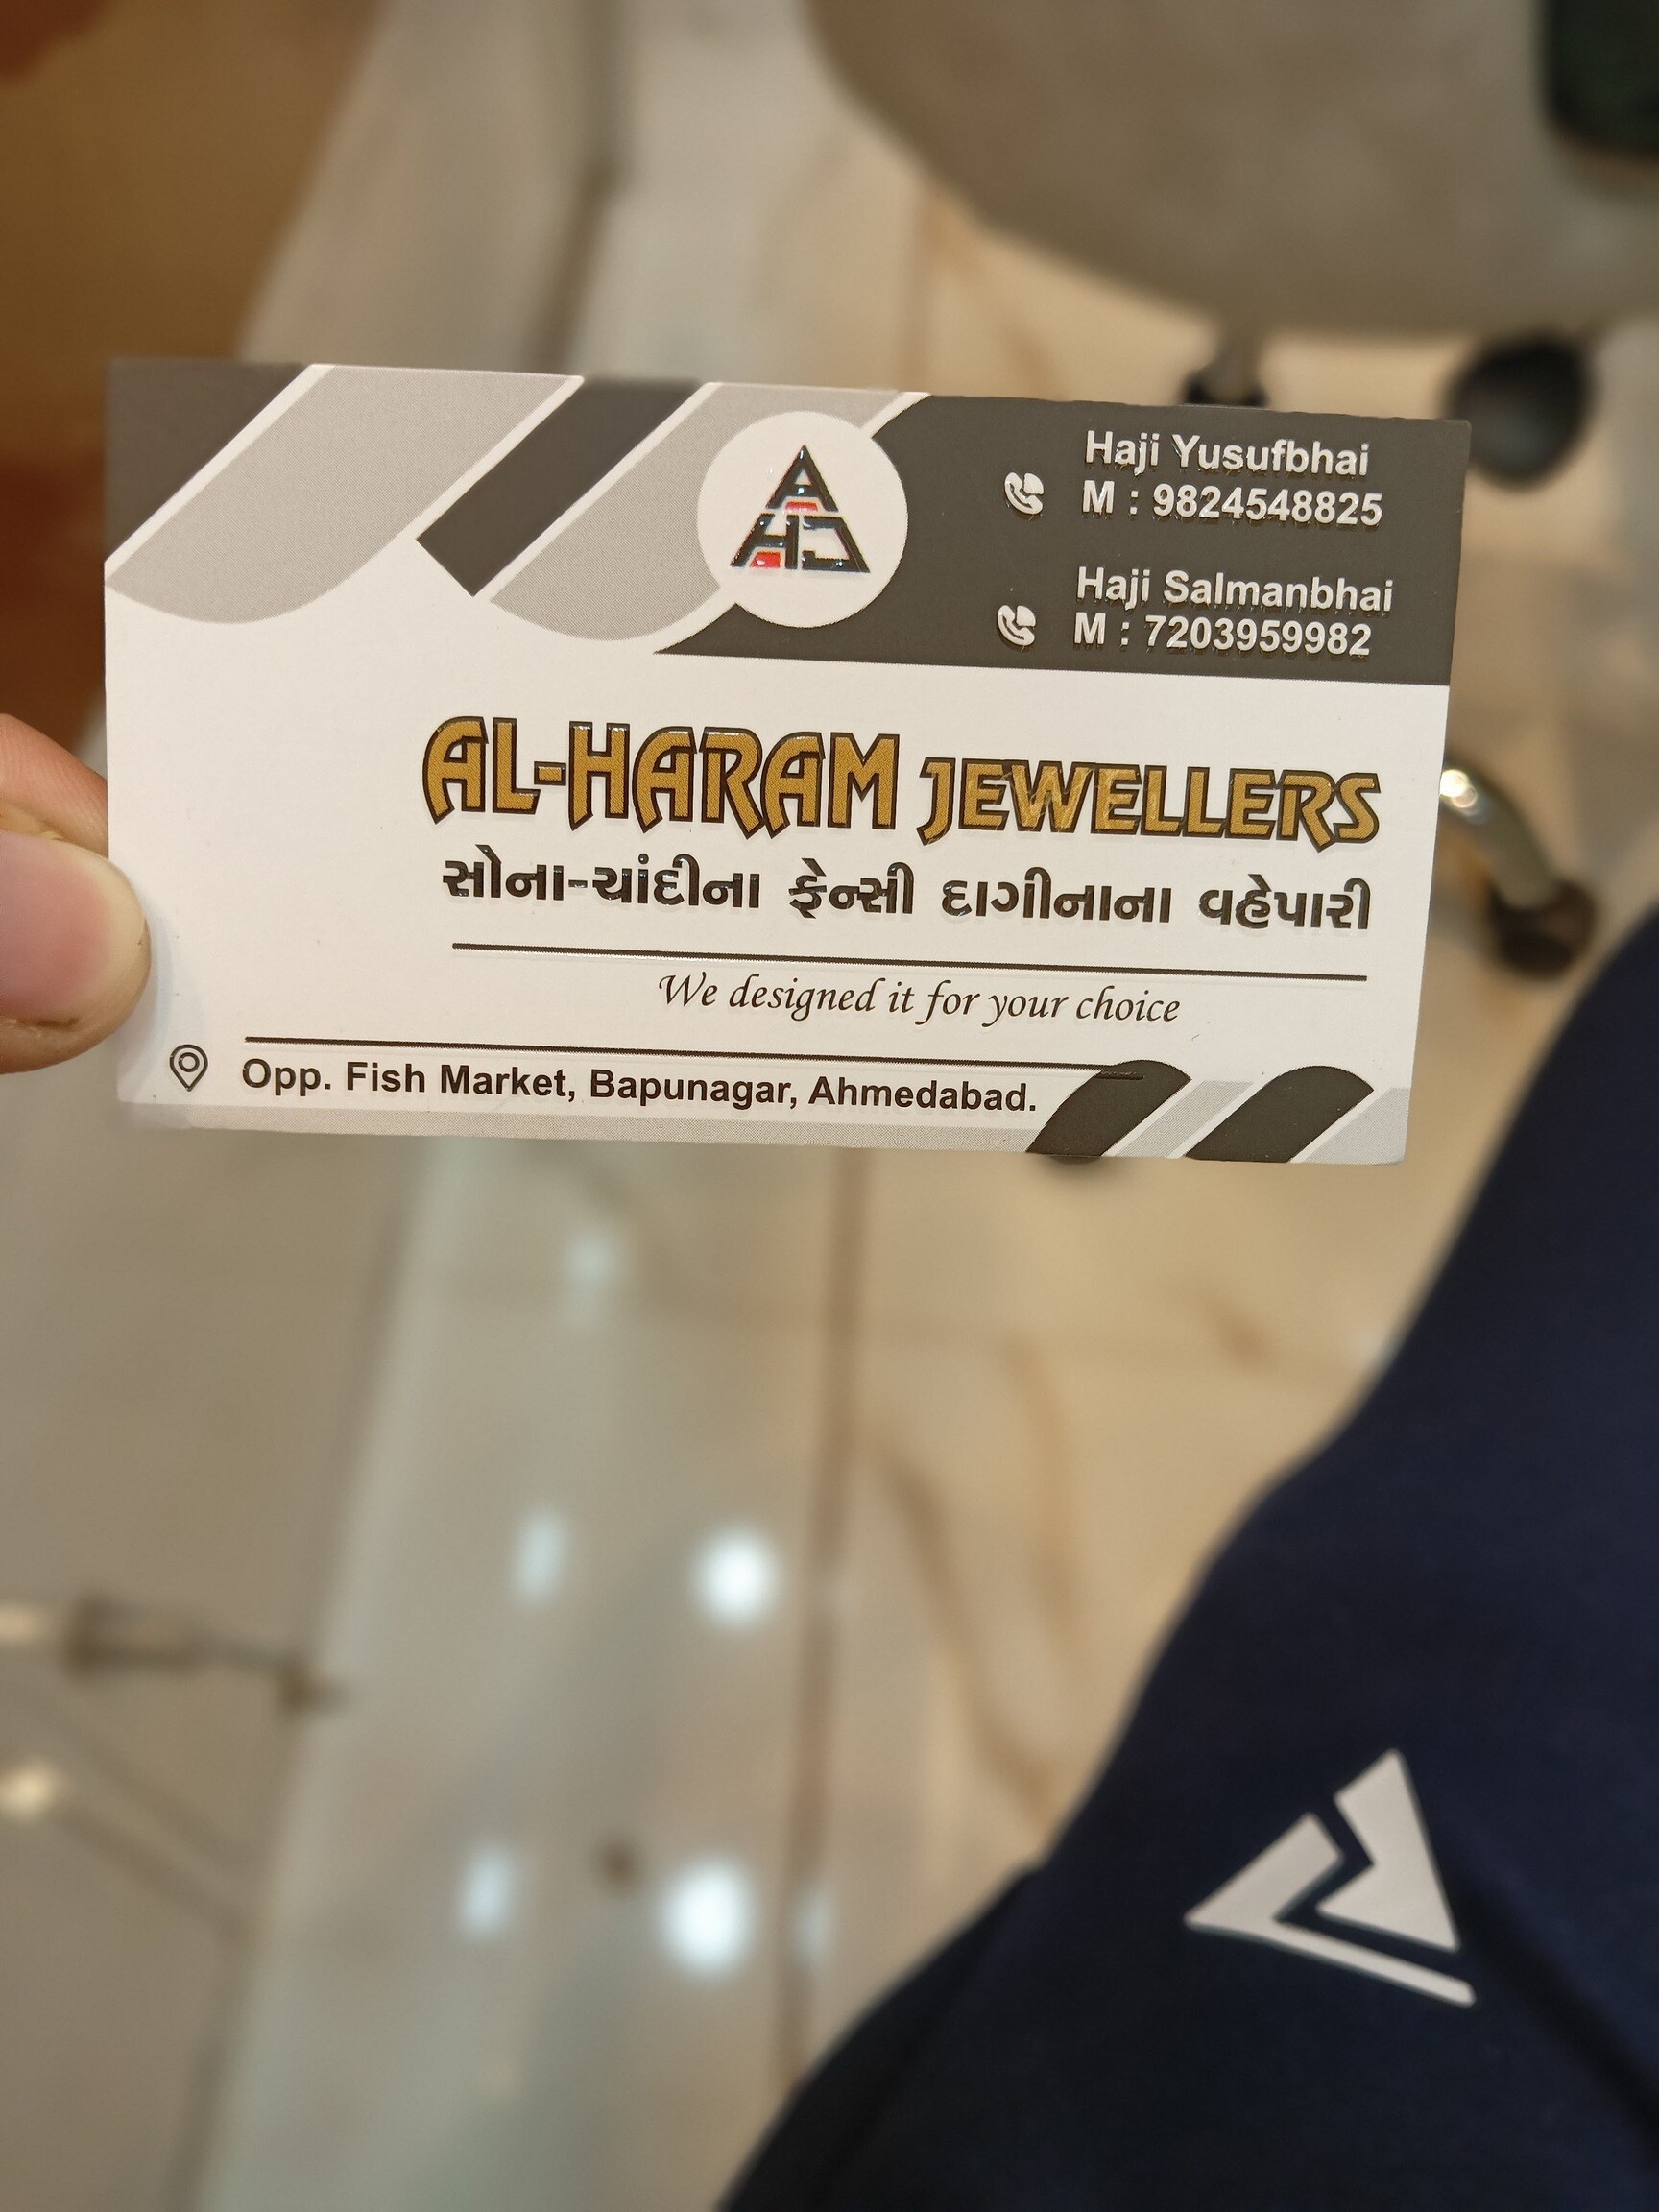 Haji Yusufbhai
M : 9824548825
Haji Salmanbhai
M : 7203959982
AHJ
AL-HARAM JEWELLERS
સોના-ચાંદીના ફેન્સી દાગીનાના વહેપારી
We designed it for your choice
Opp. Fish Market, Bapunagar, Ahmedabad.